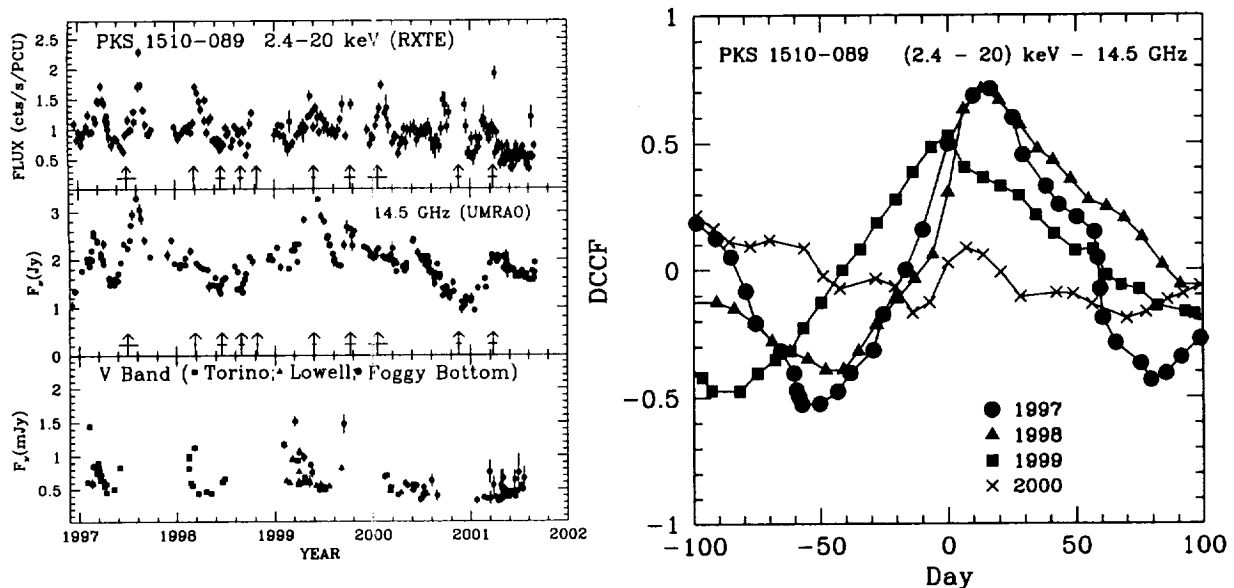 PKS 1510-089 2.4-20 keV (RXTE)
FLUX (cts/s/PCU)
2.5
2
1.5
1
0.5
14.5 GHz (UMRAO)
Fν(Jy)
3
2
1
0
V Band (▪ Torino; ▲ Lowell; • Foggy Bottom)
Fν(mJy)
2
1.5
1
0.5
1997 1998 1999 2000 2001 2002
YEAR
PKS 1510-089 (2.4 - 20) keV - 14.5 GHz
DCCF
1
0.5
0
-0.5
-1
1997
1998
1999
2000
-100 -50 0 50 100
Day